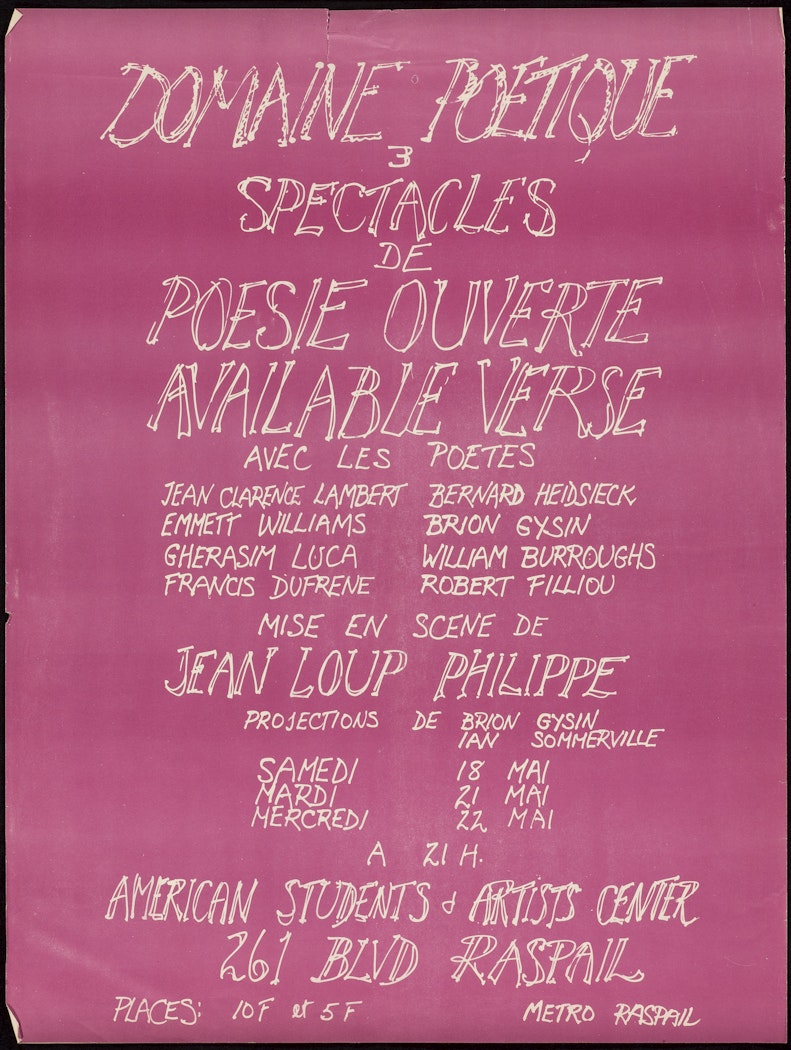 DOMAINE POETIQUE
3
SPECTACLES
DE
POESIE OUVERTE
AVAILABLE VERSE
AVEC LES POETES
JEAN CLARENCE LAMBERT BERNARD HEIDSIECK
EMMETT WILLIAMS BRION GYSIN
GHERASIM LUCA WILLIAM BURROUGHS
FRANCIS DUFRENE ROBERT FILLIOU
MISE EN SCENE DE
JEAN LOUP PHILIPPE
PROJECTIONS DE BRION GYSIN
IAN SOMMERVILLE
SAMEDI 18 MAI
MARDI 21 MAI
MERCREDI 22 MAI
A 21 H.
AMERICAN STUDENTS & ARTISTS CENTER
261 BLVD RASPAIL
PLACES: 10F et 5F METRO RASPAIL